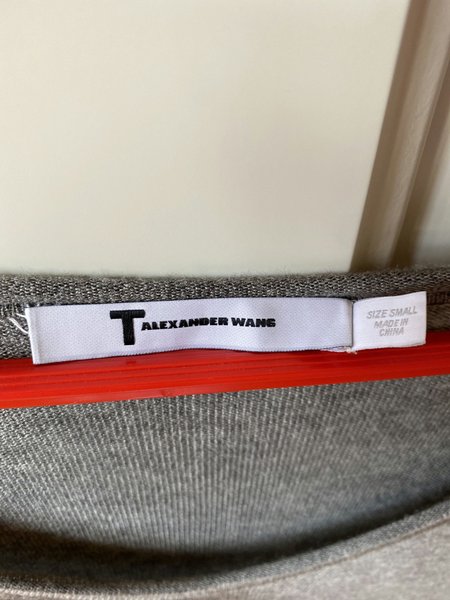 T ALEXANDER WANG
SIZE SMALL
MADE IN
CHINA